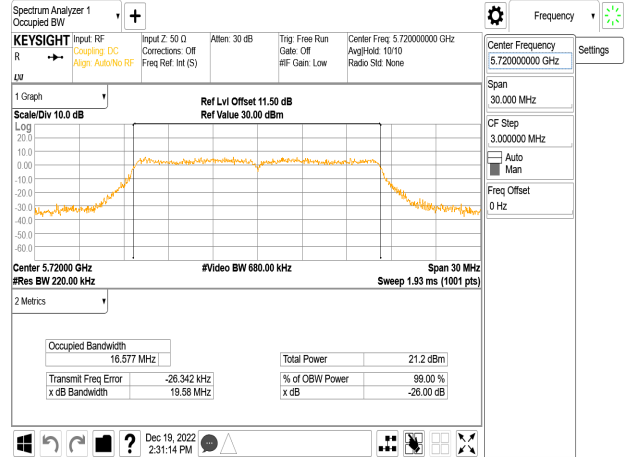 Spectrum Analyzer 1
Occupied BW
Frequency
KEYSIGHT
R
LXI
Input: RF
Coupling: DC
Align: Auto/No RF
Input Z: 50 Ω
Corrections: Off
Freq Ref: Int (S)
Atten: 30 dB
Trig: Free Run
Gate: Off
#IF Gain: Low
Center Freq: 5.720000000 GHz
Avg|Hold: 10/10
Radio Std: None
Center Frequency
5.720000000 GHz
Settings
Span
30.000 MHz
CF Step
3.000000 MHz
Auto
Man
Freq Offset
0 Hz
1 Graph
Scale/Div 10.0 dB
Ref Lvl Offset 11.50 dB
Ref Value 30.00 dBm
Log
20.0
10.0
0.00
-10.0
-20.0
-30.0
-40.0
-50.0
-60.0
Center 5.72000 GHz
#Video BW 680.00 kHz
Span 30 MHz
#Res BW 220.00 kHz
Sweep 1.93 ms (1001 pts)
2 Metrics
Occupied Bandwidth
16.577 MHz
Total Power 21.2 dBm
Transmit Freq Error -26.342 kHz
% of OBW Power 99.00 %
x dB Bandwidth 19.58 MHz
x dB -26.00 dB
?
Dec 19, 2022
2:31:14 PM